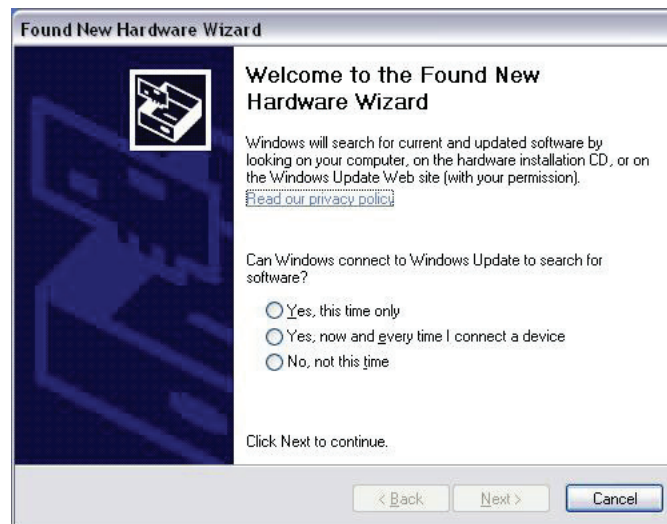 Found New Hardware Wizard
Welcome to the Found New
Hardware Wizard
Windows will search for current and updated software by
looking on your computer, on the hardware installation CD, or on
the Windows Update Web site (with your permission).
Read our privacy policy
Can Windows connect to Windows Update to search for
software?
Yes, this time only
Yes, now and every time I connect a device
No, not this time
Click Next to continue.
< Back
Next >
Cancel